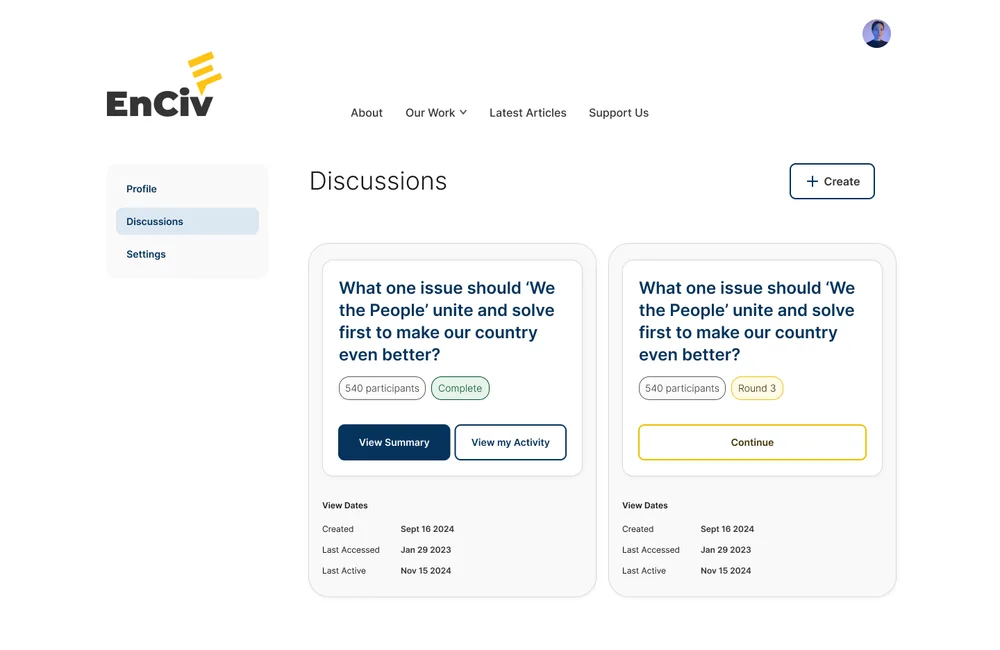 EnCiv
About Our Work Latest Articles Support Us
Profile
Discussions
Settings
Discussions
+ Create
What one issue should ‘We
the People’ unite and solve
first to make our country
even better?
540 participants Complete
View Summary View my Activity
View Dates
Created Sept 16 2024
Last Accessed Jan 29 2023
Last Active Nov 15 2024
What one issue should ‘We
the People’ unite and solve
first to make our country
even better?
540 participants Round 3
Continue
View Dates
Created Sept 16 2024
Last Accessed Jan 29 2023
Last Active Nov 15 2024